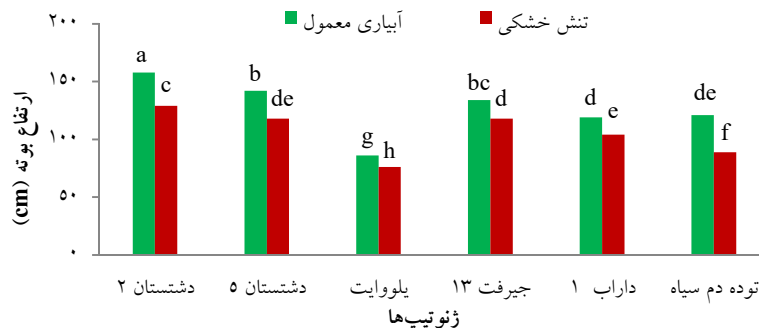 آبیاری معمول
تنش خشکی
ارتفاع بوته (cm)
۲۰۰
۱۵۰
۱۰۰
۵۰
۰
a c b de g h bc d d e de f
دشتستان ۲ دشتستان ۵ یلووایت جیرفت ۱۳ داراب ۱ توده دم سیاه
ژنوتیپ‌ها